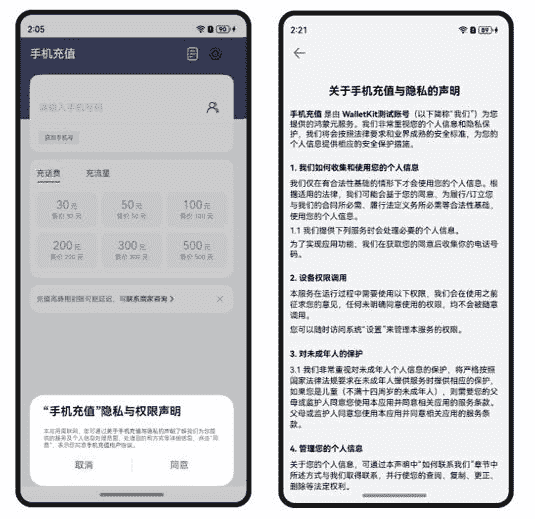 2:05
90
手机充值
请输入手机号码
充话费
充流量
30元
50元
100元
售价 30 元
售价 50 元
售价 100 元
200元
300元
500元
售价 200 元
售价 300 元
售价 500 元
“手机充值”隐私与权限声明
取消
同意
2:21
89
关于手机充值与隐私的声明
手机充值 是由 WalletKit测试账号（以下简称“我们”）为您
提供的鸿蒙元服务。我们非常重视您的个人信息和隐私保
护，我们将会按照法律要求和业界成熟的安全标准，为您的
个人信息提供相应的安全保护措施。
1. 我们如何收集和使用您的个人信息
我们仅在有合法性基础的情形下才会使用您的个人信息。根
据适用的法律，我们可能会基于您的同意、为履行/订立您
与我们的合同所必需、履行法定义务所必需等合法性基础，
使用您的个人信息。
1.1 我们提供下列服务时会处理必要的个人信息。
为了实现应用功能，我们在获取您的同意后收集你的电话号
码。
2. 设备权限调用
本服务在运行过程中需要使用以下权限，我们会在使用之前
征求您的意见，任何未明确同意使用的权限，均不会被随意
调用。
您可以随时访问系统“设置”来管理本服务的权限。
3. 对未成年人的保护
3.1 我们非常重视对未成年人个人信息的保护，将严格按照
国家法律法规要求在未成年人提供服务时提供相应的保护，
如果您是儿童（不满十四周岁的未成年人），则需要您的父
母或监护人同意您使用本应用并同意相关应用的服务条款。
父母或监护人同意您使用本应用并同意相关应用的服务条
款。
4. 管理您的个人信息
关于您的个人信息，可通过本声明中“如何联系我们”章节中
所述方式与我们取得联系，并行使您的查阅、复制、更正、
删除等法定权利。